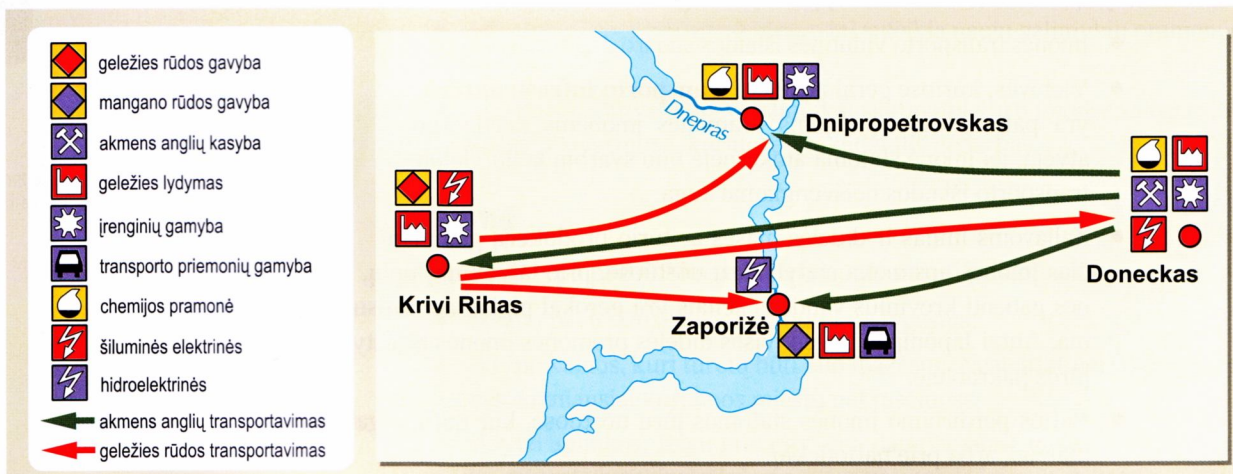 geležies rūdos gavyba
mangano rūdos gavyba
akmens anglių kasyba
geležies lydymas
įrenginių gamyba
transporto priemonių gamyba
chemijos pramonė
šiluminės elektrinės
hidroelektrinės
akmens anglių transportavimas
geležies rūdos transportavimas
Dnepras
Dnipropetrovskas
Krivi Rihas
Doneckas
Zaporižė